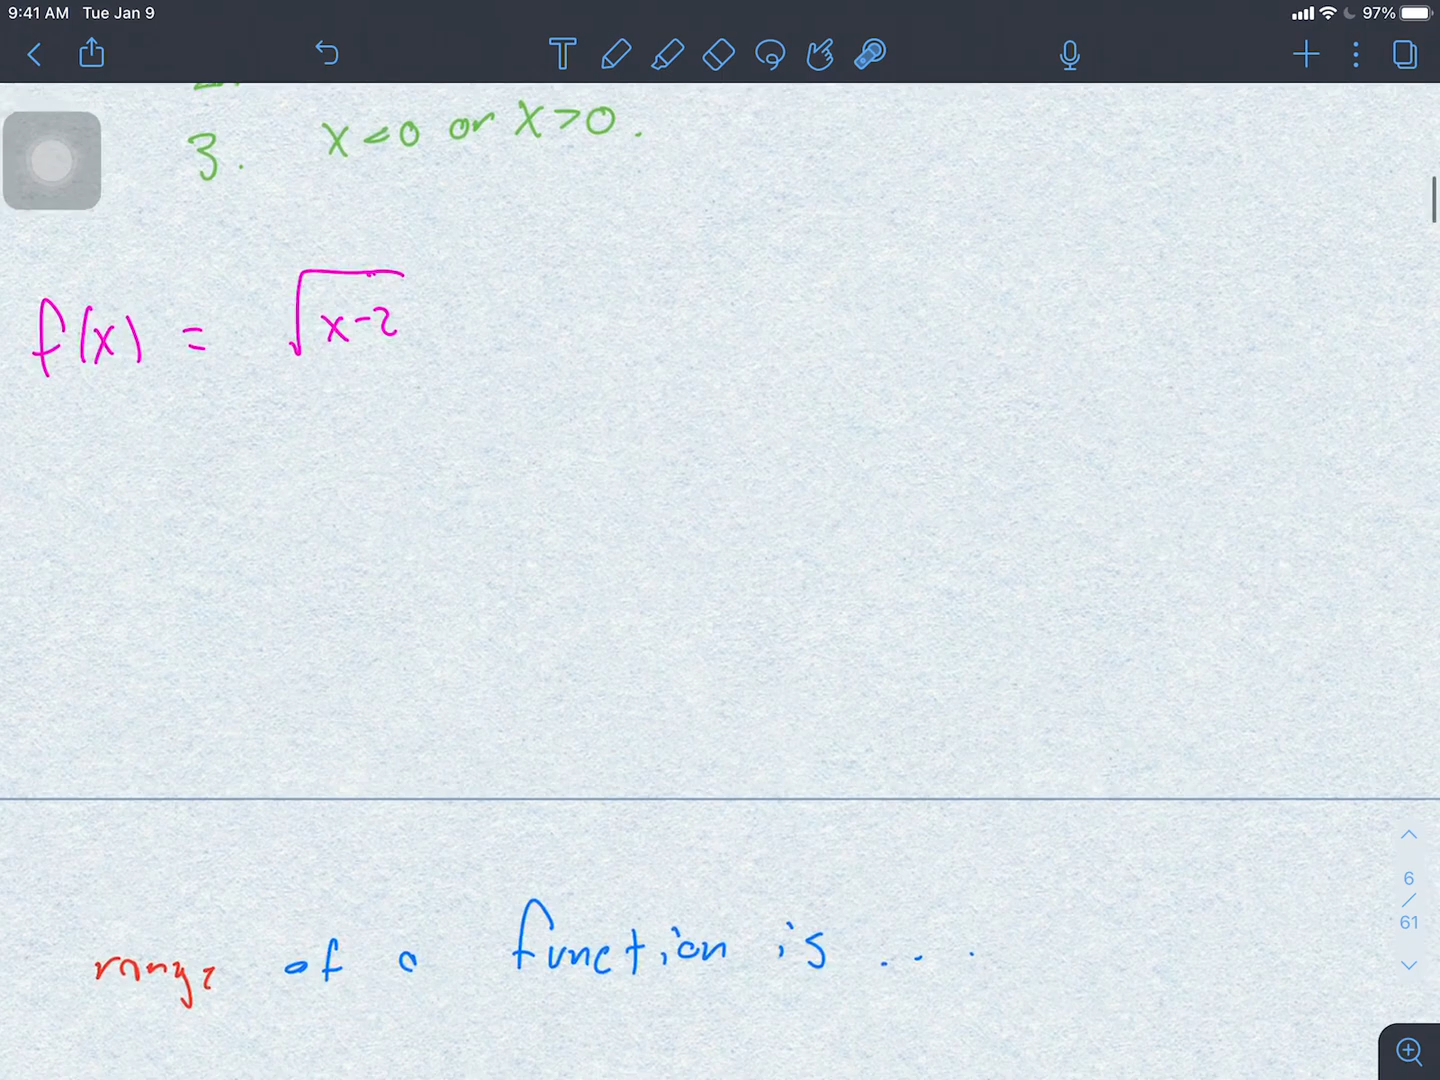 9:41 AM Tue Jan 9
97%
3. x<0 or x>0.
f(x) = √x-2
6
/
61
range of a function is ....